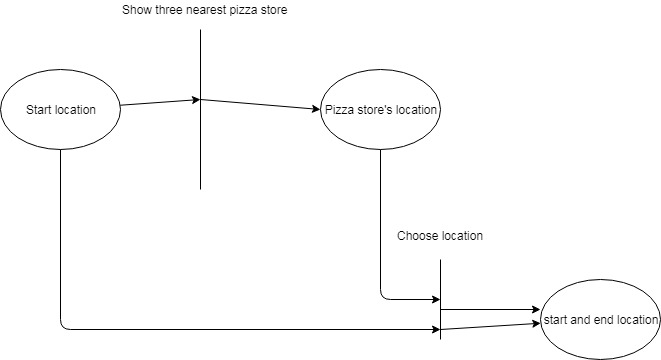 Show three nearest pizza store
Start location
Pizza store's location
Choose location
start and end location